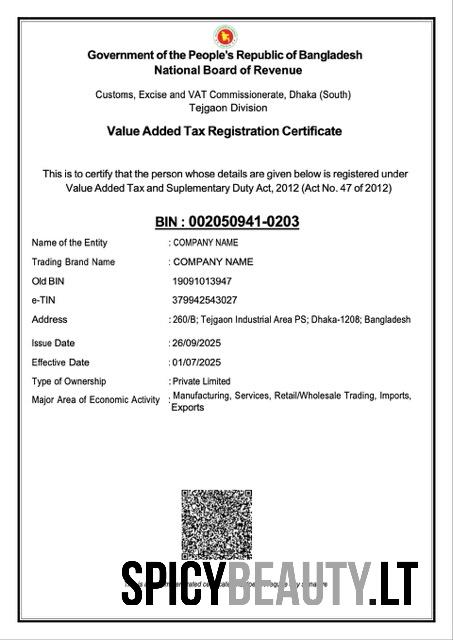 Government of the People's Republic of Bangladesh
National Board of Revenue
Customs, Excise and VAT Commissionerate, Dhaka (South)
Tejgaon Division
Value Added Tax Registration Certificate
This is to certify that the person whose details are given below is registered under
Value Added Tax and Suplementary Duty Act, 2012 (Act No. 47 of 2012)
BIN : 002050941-0203
Name of the Entity : COMPANY NAME
Trading Brand Name : COMPANY NAME
Old BIN 19091013947
e-TIN 379942543027
Address : 260/B; Tejgaon Industrial Area PS; Dhaka-1208; Bangladesh
Issue Date : 26/09/2025
Effective Date : 01/07/2025
Type of Ownership : Private Limited
Major Area of Economic Activity : Manufacturing, Services, Retail/Wholesale Trading, Imports,
Exports
SPICYBEAUTY.LT